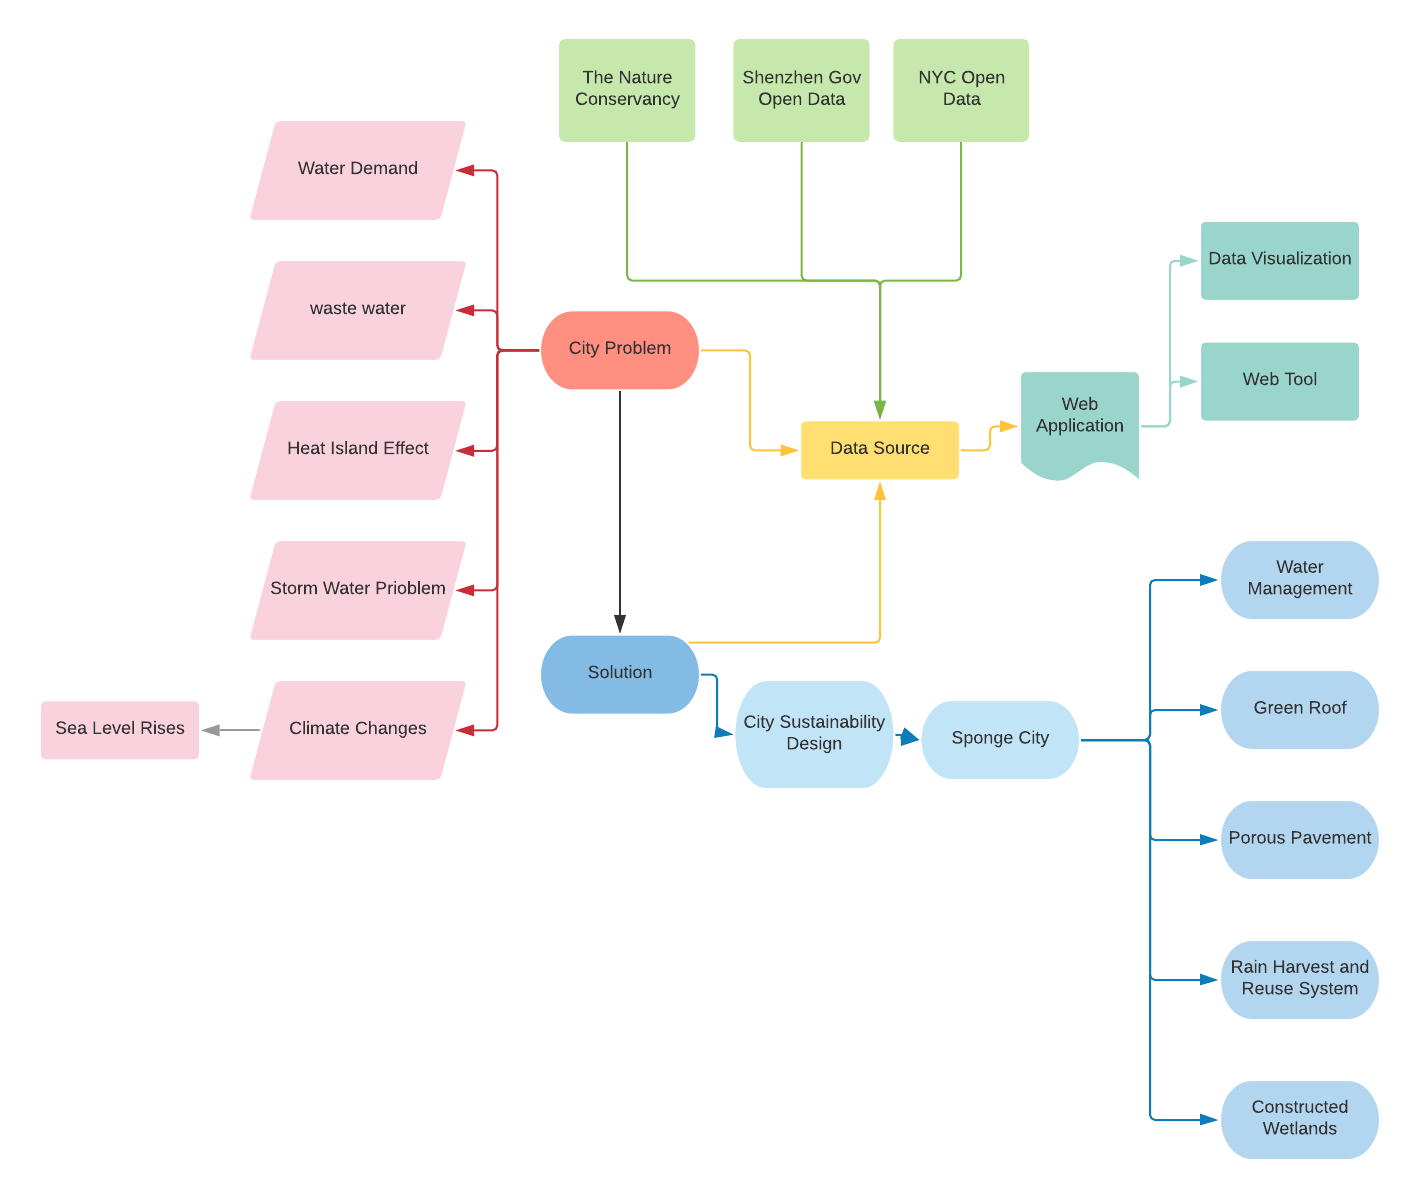 The Nature
Conservancy
Shenzhen Gov
Open Data
NYC Open
Data
Water Demand
waste water
Heat Island Effect
Storm Water Prioblem
Climate Changes
Sea Level Rises
City Problem
Data Source
Web
Application
Data Visualization
Web Tool
Solution
City Sustainability
Design
Sponge City
Water
Management
Green Roof
Porous Pavement
Rain Harvest and
Reuse System
Constructed
Wetlands